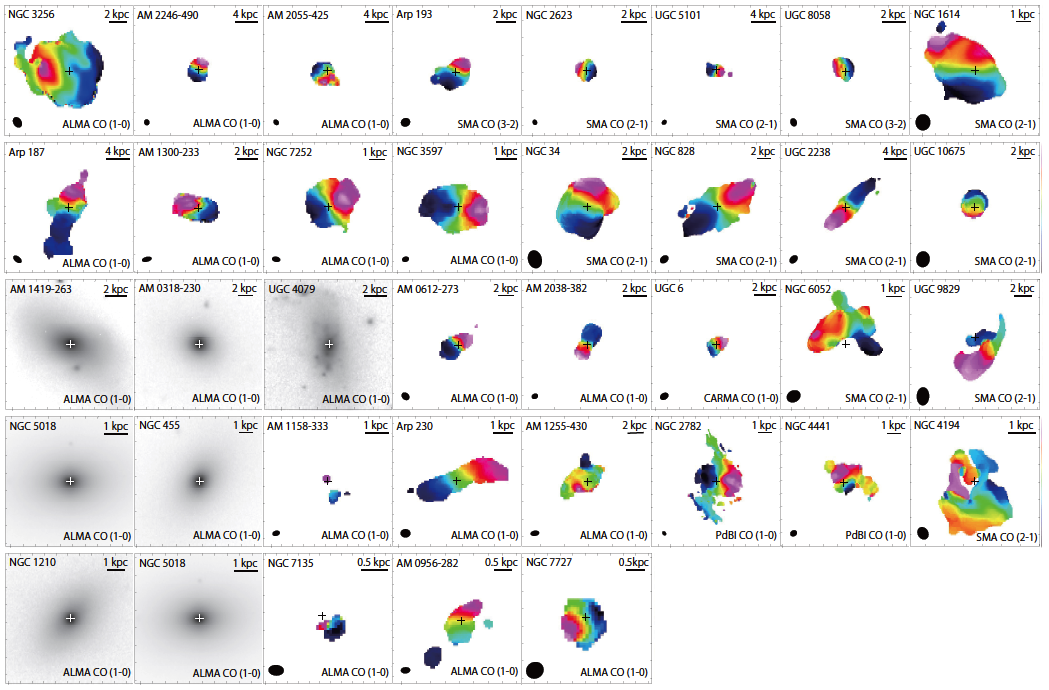 NGC 3256 2 kpc
ALMA CO (1-0)
AM 2246-490 4 kpc
ALMA CO (1-0)
AM 2055-425 4 kpc
ALMA CO (1-0)
Arp 193 2 kpc
SMA CO (3-2)
NGC 2623 2 kpc
SMA CO (2-1)
UGC 5101 4 kpc
SMA CO (2-1)
UGC 8058 2 kpc
SMA CO (3-2)
NGC 1614 1 kpc
SMA CO (2-1)
Arp 187 4 kpc
ALMA CO (1-0)
AM 1300-233 2 kpc
ALMA CO (1-0)
NGC 7252 1 kpc
ALMA CO (1-0)
NGC 3597 1 kpc
ALMA CO (1-0)
NGC 34 2 kpc
SMA CO (2-1)
NGC 828 2 kpc
SMA CO (2-1)
UGC 2238 4 kpc
SMA CO (2-1)
UGC 10675 2 kpc
SMA CO (2-1)
AM 1419-263 2 kpc
ALMA CO (1-0)
AM 0318-230 2 kpc
ALMA CO (1-0)
UGC 4079 2 kpc
ALMA CO (1-0)
AM 0612-273 2 kpc
ALMA CO (1-0)
AM 2038-382 2 kpc
ALMA CO (1-0)
UGC 6 2 kpc
CARMA CO (1-0)
NGC 6052 1 kpc
SMA CO (2-1)
UGC 9829 2 kpc
SMA CO (2-1)
NGC 5018 1 kpc
ALMA CO (1-0)
NGC 455 1 kpc
ALMA CO (1-0)
AM 1158-333 1 kpc
ALMA CO (1-0)
Arp 230 1 kpc
ALMA CO (1-0)
AM 1255-430 2 kpc
ALMA CO (1-0)
NGC 2782 1 kpc
PdBI CO (1-0)
NGC 4441 1 kpc
PdBI CO (1-0)
NGC 4194 1 kpc
SMA CO (2-1)
NGC 1210 1 kpc
ALMA CO (1-0)
NGC 5018 1 kpc
ALMA CO (1-0)
NGC 7135 0.5 kpc
ALMA CO (1-0)
AM 0956-282 0.5 kpc
ALMA CO (1-0)
NGC 7727 0.5kpc
ALMA CO (1-0)